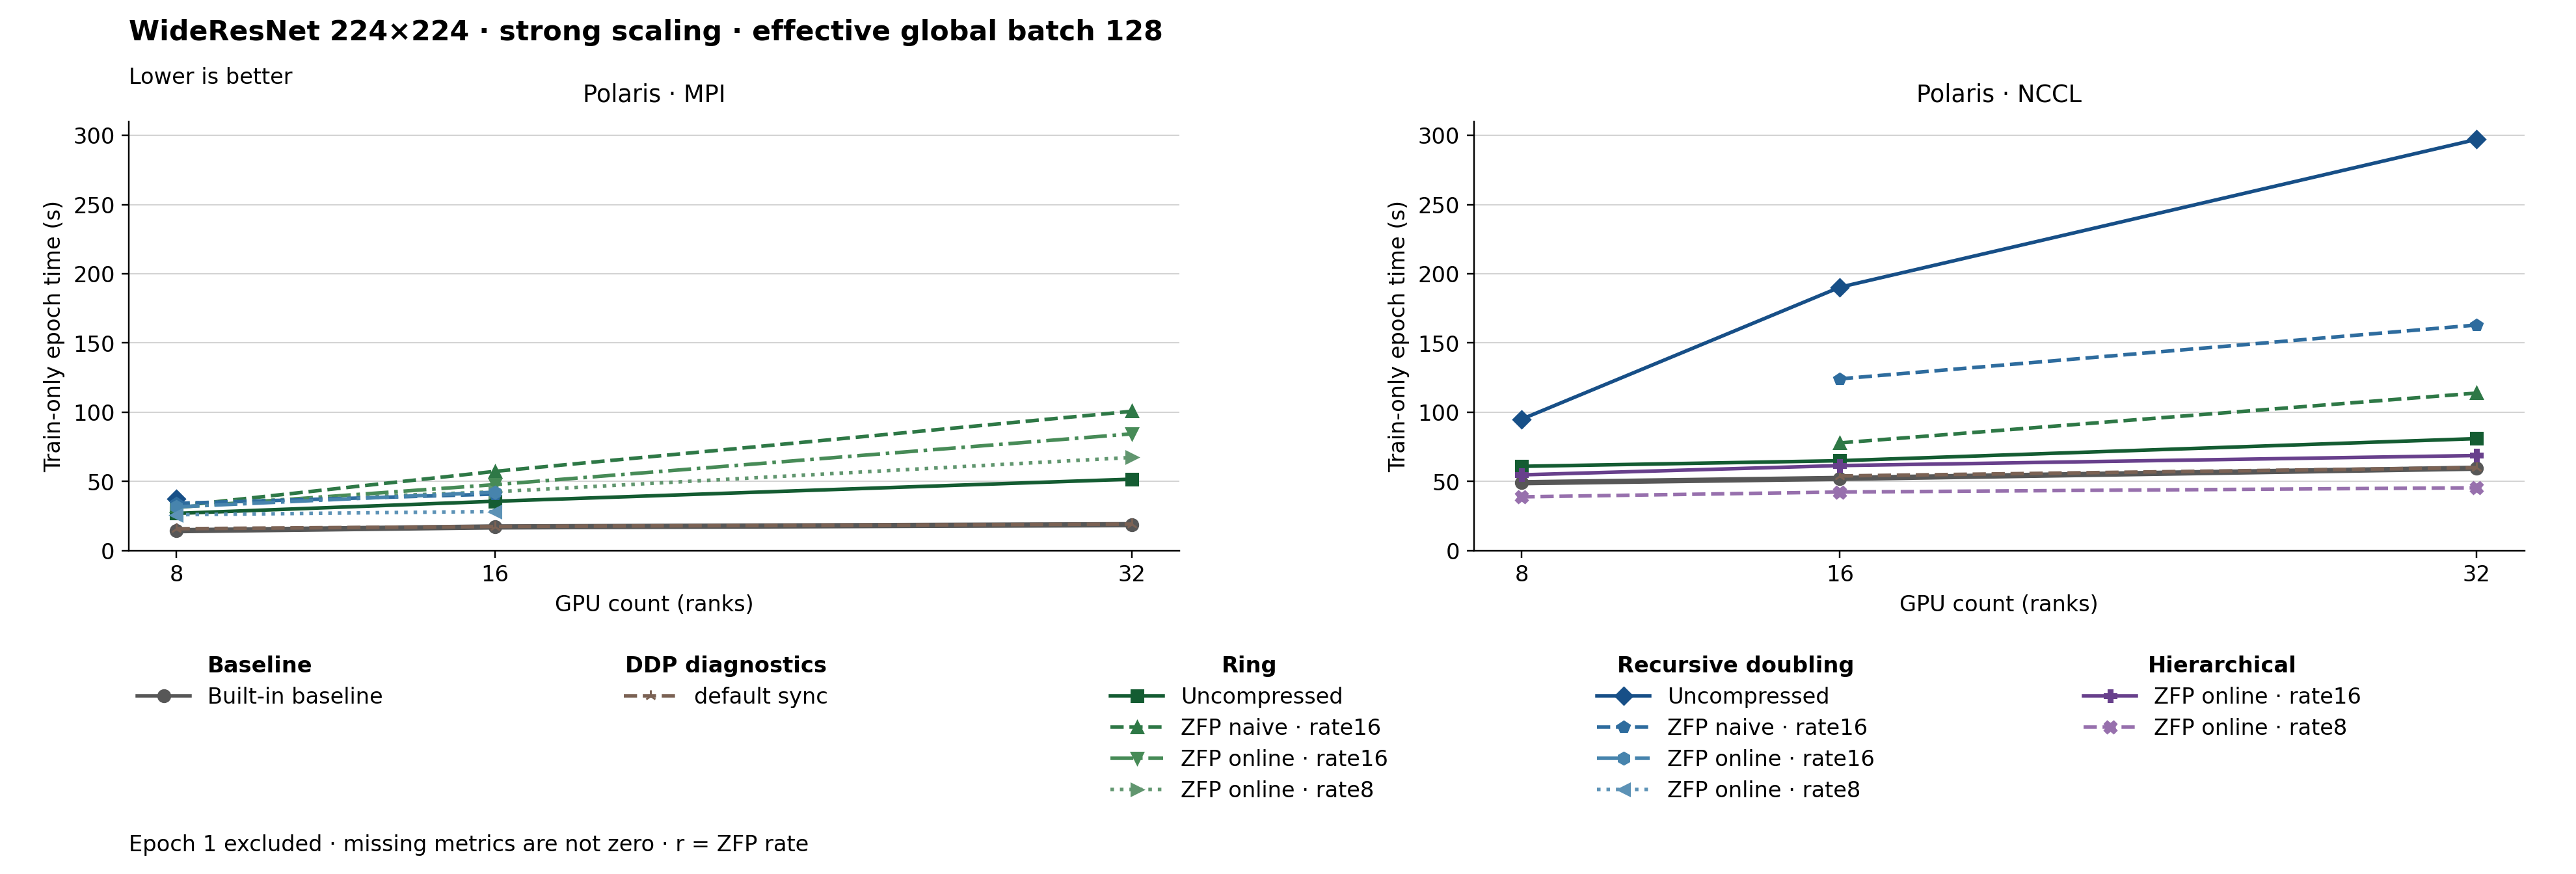 WideResNet 224×224 · strong scaling · effective global batch 128
Lower is better
Polaris · MPI
Train-only epoch time (s)
300
250
200
150
100
50
0
8
16
32
GPU count (ranks)
Polaris · NCCL
Train-only epoch time (s)
300
250
200
150
100
50
0
8
16
32
GPU count (ranks)
Baseline
Built-in baseline
DDP diagnostics
default sync
Ring
Uncompressed
ZFP naive · rate16
ZFP online · rate16
ZFP online · rate8
Recursive doubling
Uncompressed
ZFP naive · rate16
ZFP online · rate16
ZFP online · rate8
Hierarchical
ZFP online · rate16
ZFP online · rate8
Epoch 1 excluded · missing metrics are not zero · r = ZFP rate